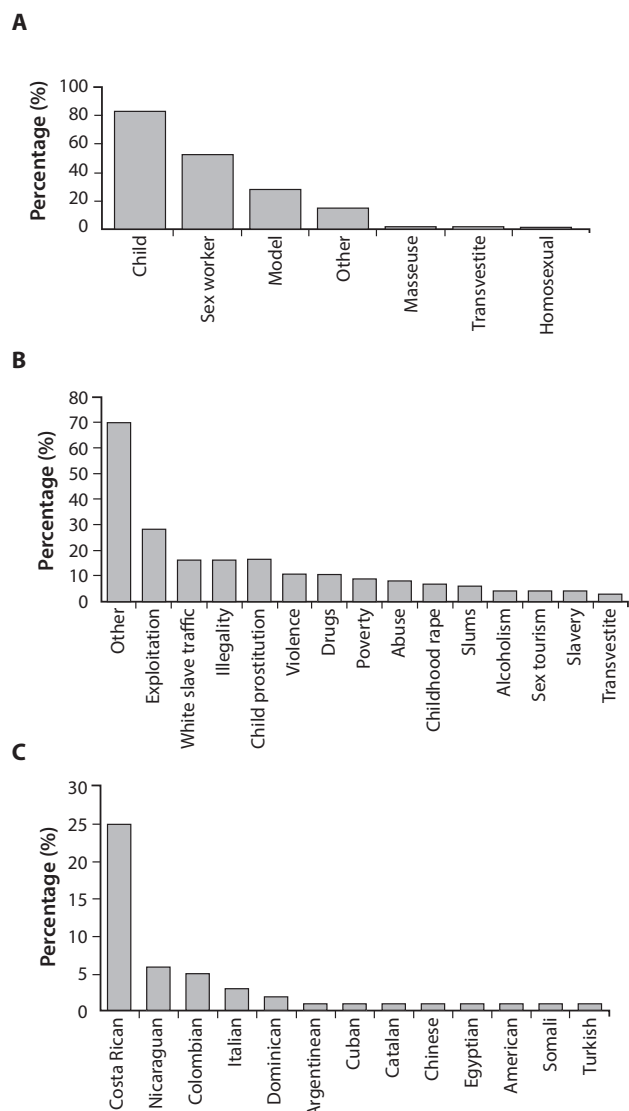 A
Percentage (%)
100
80
60
40
20
0
Child
Sex worker
Model
Other
Masseuse
Transvestite
Homosexual
B
Percentage (%)
80
70
60
50
40
30
20
10
0
Other
Exploitation
White slave traffic
Illegality
Child prostitution
Violence
Drugs
Poverty
Abuse
Childhood rape
Slums
Alcoholism
Sex tourism
Slavery
Transvestite
C
Percentage (%)
30
25
20
15
10
5
0
Costa Rican
Nicaraguan
Colombian
Italian
Dominican
Argentinean
Cuban
Catalan
Chinese
Egyptian
American
Somali
Turkish